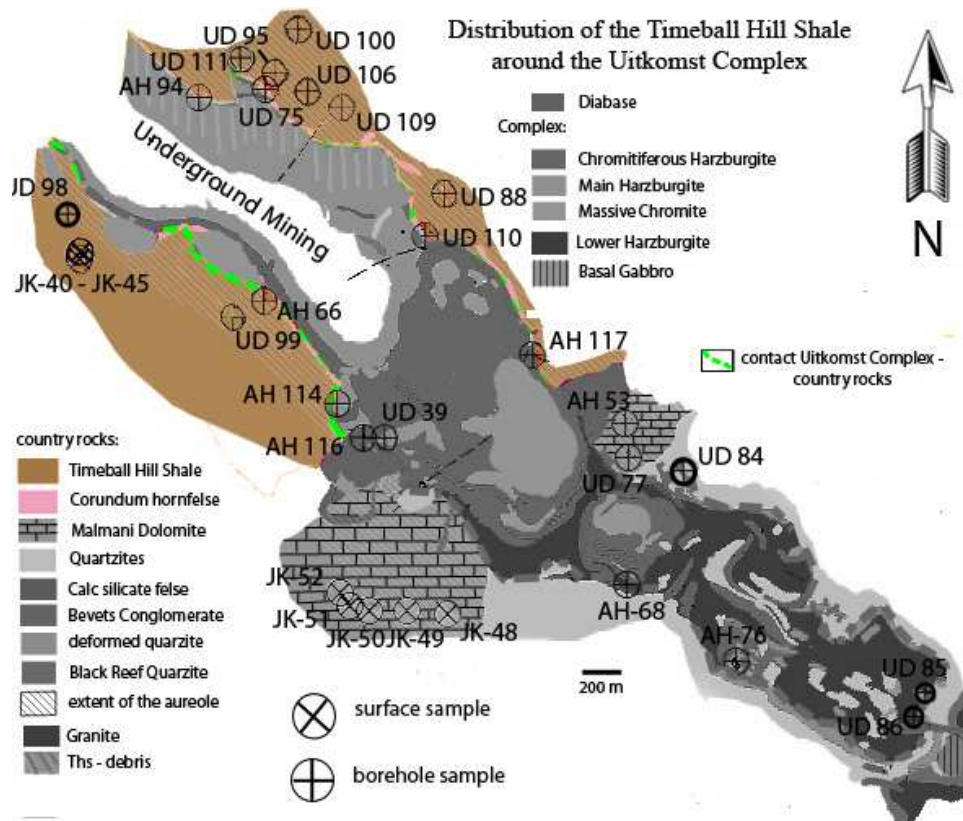 Distribution of the Timeball Hill Shale
around the Uitkomst Complex
Diabase
Complex:
Chromitiferous Harzburgite
Main Harzburgite
Massive Chromite
Lower Harzburgite
Basal Gabbro
N
UD 95
UD 100
UD 111
UD 106
AH 94
UD 75
UD 109
Underground Mining
UD 88
UD 98
UD 110
JK-40 - JK-45
AH 66
UD 99
AH 117
contact Uitkomst Complex -
country rocks
AH 114
UD 39
AH 53
AH 116
UD 84
UD 77
country rocks:
Timeball Hill Shale
Corundum hornfelse
Malmani Dolomite
Quartzites
Calc silicate felse
Bevets Conglomerate
deformed quarzite
Black Reef Quarzite
extent of the aureole
Granite
Ths - debris
JK-52
JK-51
JK-50
JK-49
JK-48
AH-68
AH-76
UD 85
UD 86
200 m
surface sample
borehole sample